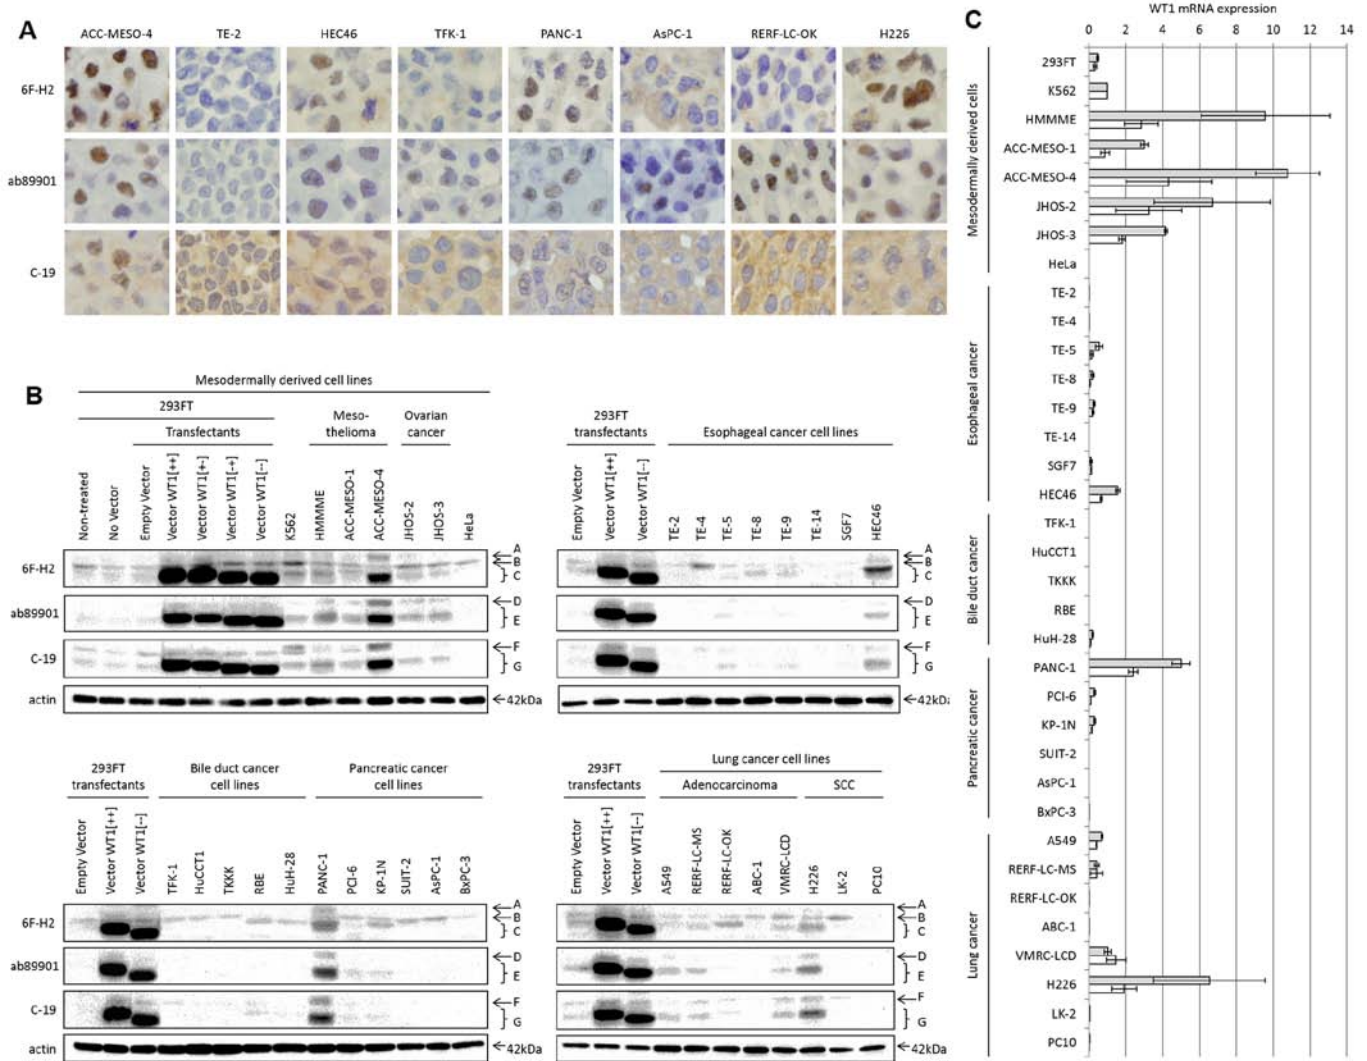 A
ACC-MESO-4 TE-2 HEC46 TFK-1 PANC-1 AsPC-1 RERF-LC-OK H226
6F-H2
ab89901
C-19
B
Mesodermally derived cell lines
293FT
Transfectants
Meso-
thelioma
Ovarian
cancer
Non-treated
No Vector
Empty Vector
Vector WT1[++]
Vector WT1[+-]
Vector WT1[-+]
Vector WT1[--]
K562
HMMME
ACC-MESO-1
ACC-MESO-4
JHOS-2
JHOS-3
HeLa
6F-H2 A
B
C
ab89901 D
E
C-19 F
G
actin 42kDa
293FT
transfectants
Esophageal cancer cell lines
Empty Vector
Vector WT1[++]
Vector WT1[--]
TE-2
TE-4
TE-5
TE-8
TE-9
TE-14
SGF7
HEC46
A
B
C
D
E
F
G
42kDa
293FT
transfectants
Bile duct cancer
cell lines
Pancreatic cancer
cell lines
Empty Vector
Vector WT1[++]
Vector WT1[--]
TFK-1
HuCCT1
TKKK
RBE
HuH-28
PANC-1
PCI-6
KP-1N
SUIT-2
AsPC-1
BxPC-3
6F-H2 A
B
C
ab89901 D
E
C-19 F
G
actin 42kDa
293FT
transfectants
Lung cancer cell lines
Adenocarcinoma SCC
Empty Vector
Vector WT1[++]
Vector WT1[--]
A549
RERF-LC-MS
RERF-LC-OK
ABC-1
VMRC-LCD
H226
LK-2
PC10
A
B
C
D
E
F
G
42kDa
C
WT1 mRNA expression
0 2 4 6 8 10 12 14
Mesodermally derived cells
293FT
K562
HMMME
ACC-MESO-1
ACC-MESO-4
JHOS-2
JHOS-3
HeLa
Esophageal cancer
TE-2
TE-4
TE-5
TE-8
TE-9
TE-14
SGF7
HEC46
Bile duct cancer
TFK-1
HuCCT1
TKKK
RBE
HuH-28
Pancreatic cancer
PANC-1
PCI-6
KP-1N
SUIT-2
AsPC-1
BxPC-3
Lung cancer
A549
RERF-LC-MS
RERF-LC-OK
ABC-1
VMRC-LCD
H226
LK-2
PC10